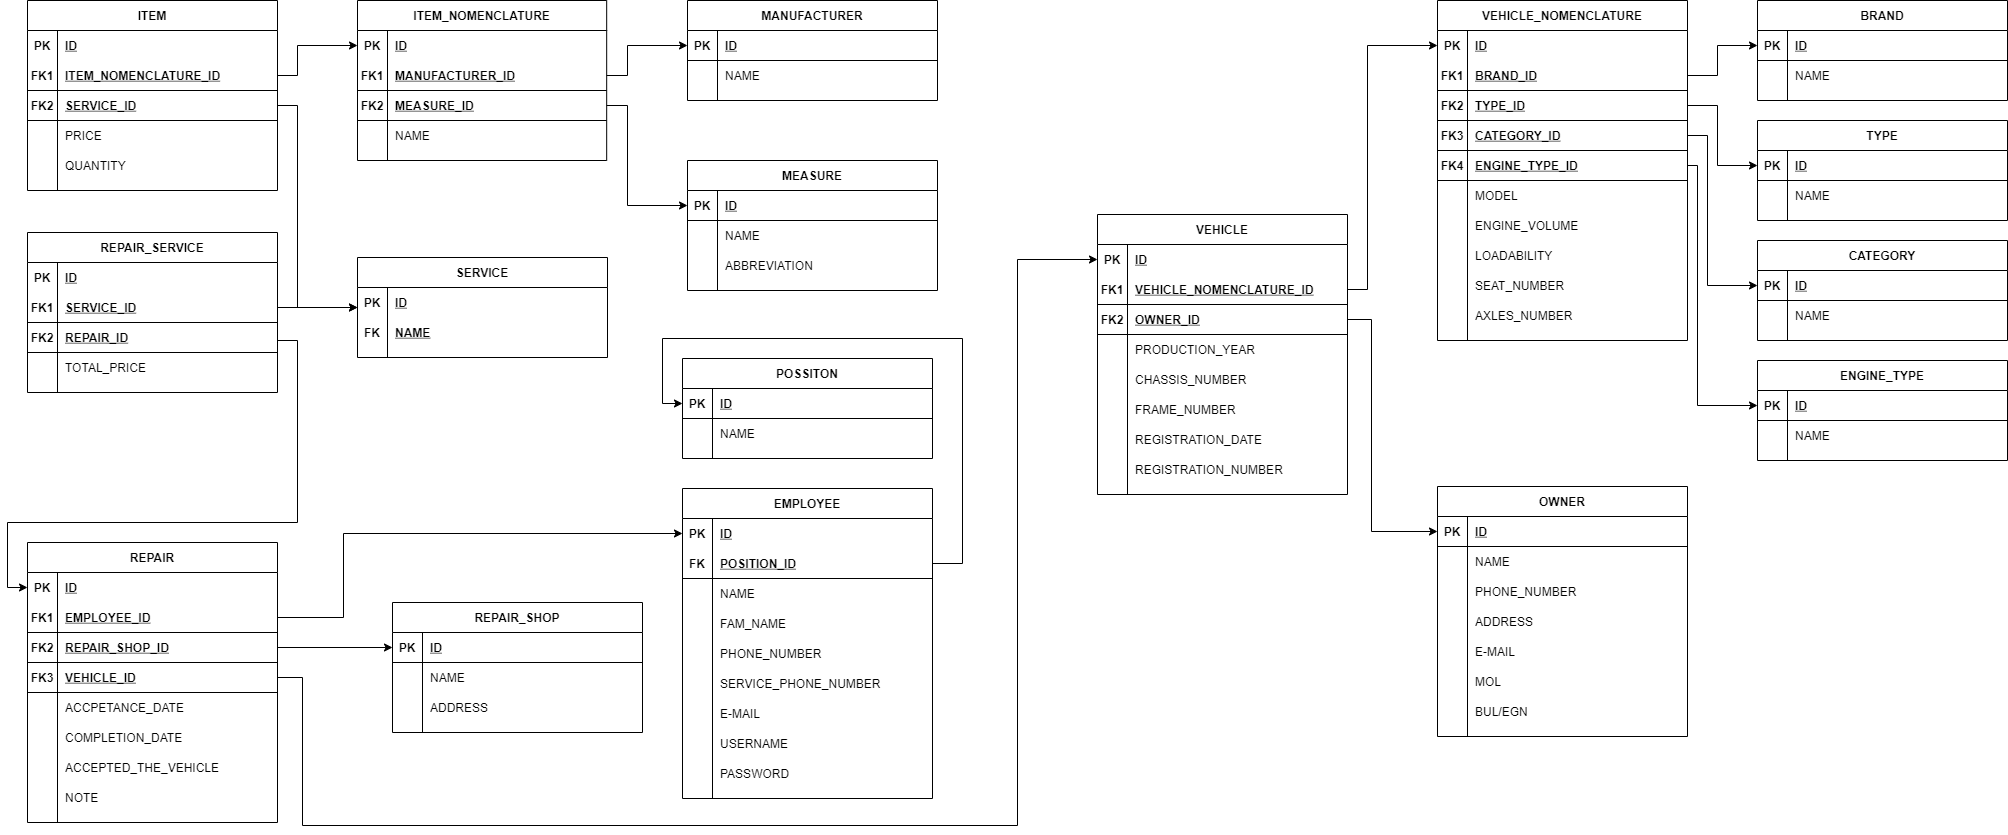 ITEM
PK ID
FK1 ITEM_NOMENCLATURE_ID
FK2 SERVICE_ID
PRICE
QUANTITY
ITEM_NOMENCLATURE
PK ID
FK1 MANUFACTURER_ID
FK2 MEASURE_ID
NAME
MANUFACTURER
PK ID
NAME
MEASURE
PK ID
NAME
ABBREVIATION
REPAIR_SERVICE
PK ID
FK1 SERVICE_ID
FK2 REPAIR_ID
TOTAL_PRICE
SERVICE
PK ID
FK NAME
POSSITON
PK ID
NAME
EMPLOYEE
PK ID
FK POSITION_ID
NAME
FAM_NAME
PHONE_NUMBER
SERVICE_PHONE_NUMBER
E-MAIL
USERNAME
PASSWORD
REPAIR
PK ID
FK1 EMPLOYEE_ID
FK2 REPAIR_SHOP_ID
FK3 VEHICLE_ID
ACCPETANCE_DATE
COMPLETION_DATE
ACCEPTED_THE_VEHICLE
NOTE
REPAIR_SHOP
PK ID
NAME
ADDRESS
VEHICLE
PK ID
FK1 VEHICLE_NOMENCLATURE_ID
FK2 OWNER_ID
PRODUCTION_YEAR
CHASSIS_NUMBER
FRAME_NUMBER
REGISTRATION_DATE
REGISTRATION_NUMBER
VEHICLE_NOMENCLATURE
PK ID
FK1 BRAND_ID
FK2 TYPE_ID
FK3 CATEGORY_ID
FK4 ENGINE_TYPE_ID
MODEL
ENGINE_VOLUME
LOADABILITY
SEAT_NUMBER
AXLES_NUMBER
BRAND
PK ID
NAME
TYPE
PK ID
NAME
CATEGORY
PK ID
NAME
ENGINE_TYPE
PK ID
NAME
OWNER
PK ID
NAME
PHONE_NUMBER
ADDRESS
E-MAIL
MOL
BUL/EGN